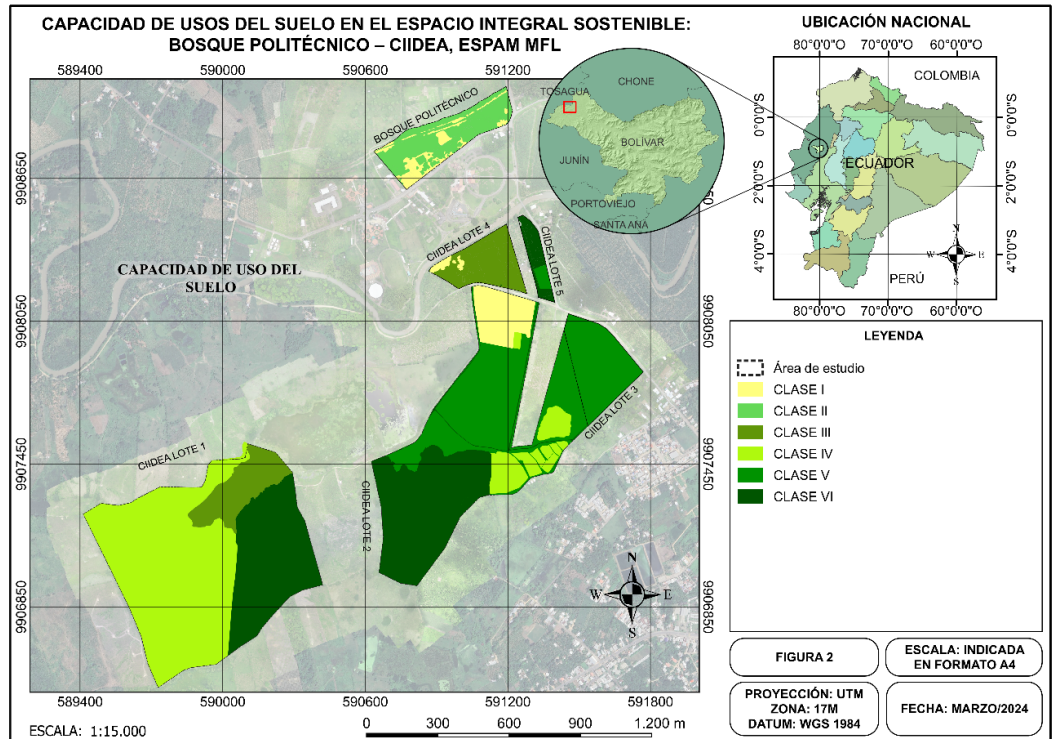 CAPACIDAD DE USOS DEL SUELO EN EL ESPACIO INTEGRAL SOSTENIBLE:
BOSQUE POLITÉCNICO – CIIDEA, ESPAM MFL
589400
590000
590600
591200
BOSQUE POLITÉCNICO
9908650
CIIDEA LOTE 4
CIIDEA LOTE 5
CAPACIDAD DE USO DEL
SUELO
9908050
9908050
CIIDEA LOTE 3
CIIDEA LOTE 1
9907450
9907450
CIIDEA LOTE 2
9906850
9906850
N
W
E
S
589400
590000
590600
591200
591800
ESCALA: 1:15.000
0
300
600
900
1.200 m
CHONE
TOSAGUA
BOLÍVAR
JUNÍN
PORTOVIEJO
SANTA ANA
UBICACIÓN NACIONAL
80°0'0"O
70°0'0"O
60°0'0"O
COLOMBIA
0°0'0"S
0°0'0"S
ECUADOR
2°0'0"S
2°0'0"S
4°0'0"S
4°0'0"S
N
W
E
S
PERÚ
80°0'0"O
70°0'0"O
60°0'0"O
LEYENDA
Área de estudio
CLASE I
CLASE II
CLASE III
CLASE IV
CLASE V
CLASE VI
FIGURA 2
ESCALA: INDICADA
EN FORMATO A4
PROYECCIÓN: UTM
ZONA: 17M
DATUM: WGS 1984
FECHA: MARZO/2024